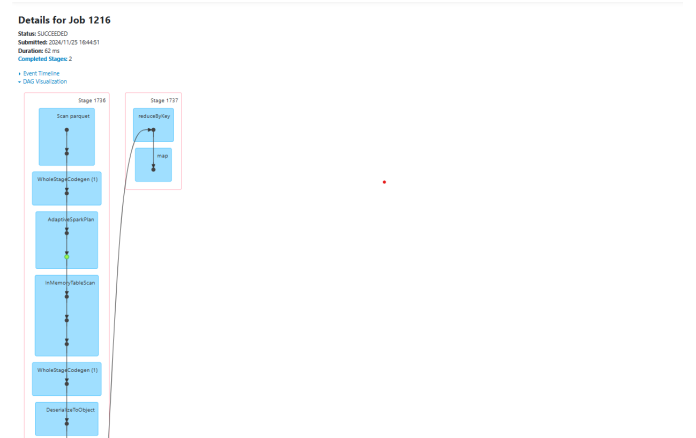 Details for Job 1216
Status: SUCCEEDED
Submitted: 2024/11/25 16:44:51
Duration: 62 ms
Completed Stages: 2
Event Timeline
DAG Visualization
Stage 1736
Stage 1737
Scan parquet
reduceByKey
map
WholeStageCodegen (1)
AdaptiveSparkPlan
InMemoryTableScan
WholeStageCodegen (1)
DeserializeToObject